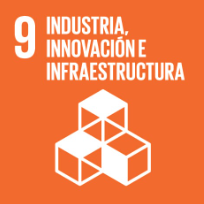 9 INDUSTRIA,
INNOVACIÓN E
INFRAESTRUCTURA